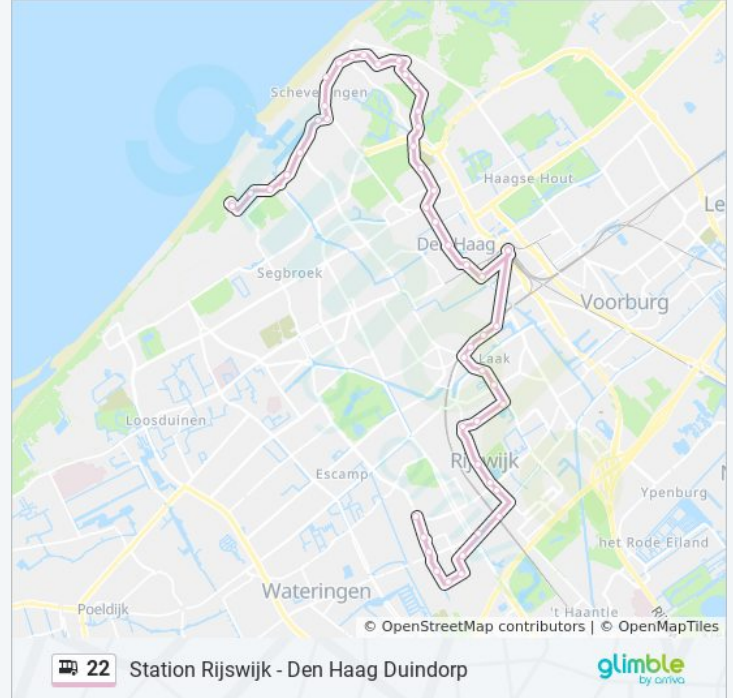 Scheveningen
Haagse Hout
Le
Den Haag
Segbroek
Voorburg
Laak
Loosduinen
Rijswijk
Escamp
Ypenburg
het Rode Eiland
Wateringen
Poeldijk
't Haantje
© OpenStreetMap contributors | © OpenMapTiles
22 Station Rijswijk - Den Haag Duindorp
glimble
by arriva